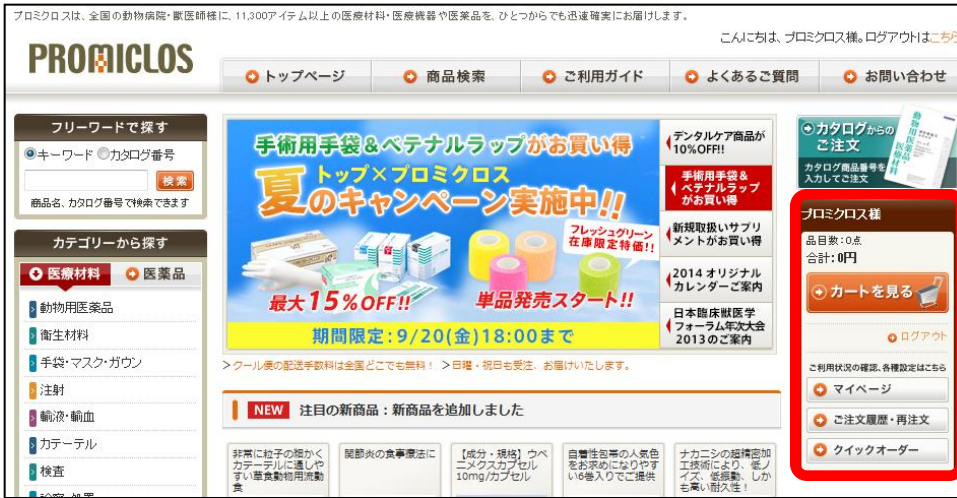 プロミクロスは、全国の動物病院・獣医師様に、11,300アイテム以上の医療材料・医療機器や医薬品を、ひとつからでも迅速確実にお届けします。
こんにちは、プロミクロス様。ログアウトはこちら
PROMICLOS
トップページ
商品検索
ご利用ガイド
よくあるご質問
お問い合わせ
フリーワードで探す
キーワード カタログ番号
検索
商品名、カタログ番号で検索できます
カテゴリーから探す
医療材料
医薬品
動物用医薬品
衛生材料
手袋・マスク・ガウン
注射
輸液・輸血
カテーテル
検査
手術用手袋&ベテナルラップがお買い得
トップ×プロミクロス
夏のキャンペーン実施中!!
フレッシュグリーン
在庫限定特価!!
最大15%OFF!!
単品発売スタート!!
期間限定:9/20(金)18:00まで
デンタルケア商品が
10%OFF!!
手術用手袋&
ベテナルラップ
がお買い得
新規取扱いサプリ
メントがお買い得
2014 オリジナル
カレンダーご案内
日本臨床獣医学
フォーラム年次大会
2013のご案内
>クール便の配送手数料は全国どこでも無料! >日曜・祝日も受注、お届けいたします。
NEW 注目の新商品:新商品を追加しました
非常に粒子の細かく
カテーテルに通しや
すい草食動物用流動
食
関節炎の食事療法に
【成分・規格】ウベ
ニメクスカプセル
10mg/カプセル
自着性包帯の人気色
をお求めになりやす
い6巻入りでご提供
ナカニシの超精密加
工技術により、低ノ
イズ、低振動、しか
も高い耐久性!
カタログからの
ご注文
カタログ商品番号を
入力してご注文
動物用医薬品・医療材料
プロミクロス様
品目数:0点
合計:0円
カートを見る
ログアウト
ご利用状況の確認、各種設定はこちら
マイページ
ご注文履歴・再注文
クイックオーダー